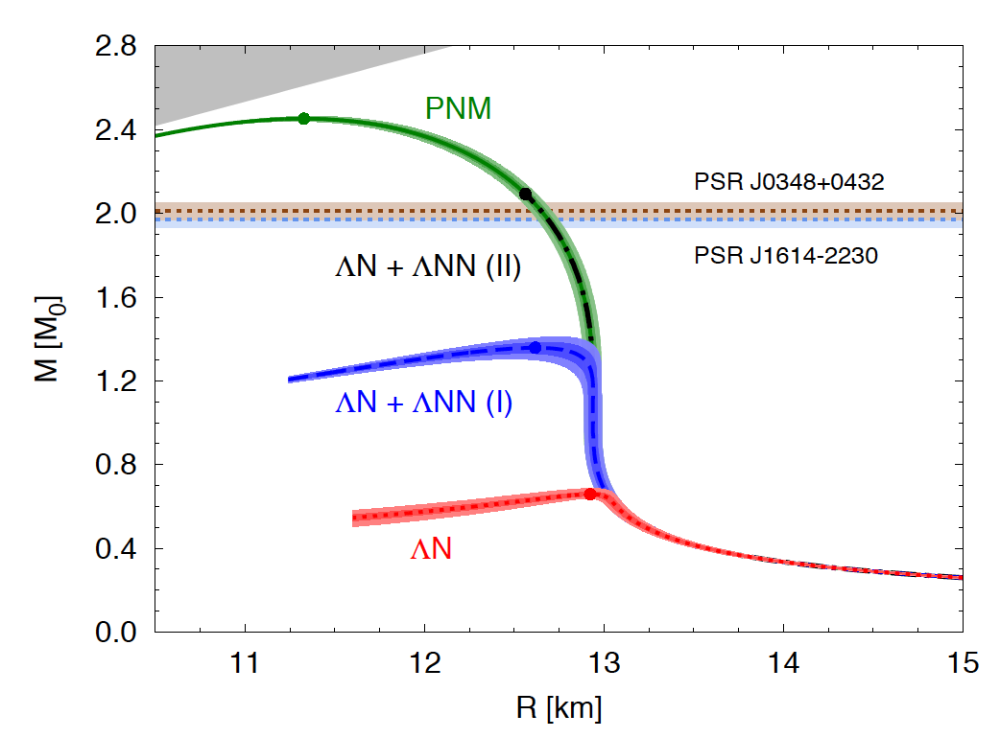 2.8
2.4
2.0
1.6
1.2
0.8
0.4
0.0
M [M0]
PNM
PSR J0348+0432
PSR J1614-2230
ΛN + ΛNN (II)
ΛN + ΛNN (I)
ΛN
11 12 13 14 15
R [km]